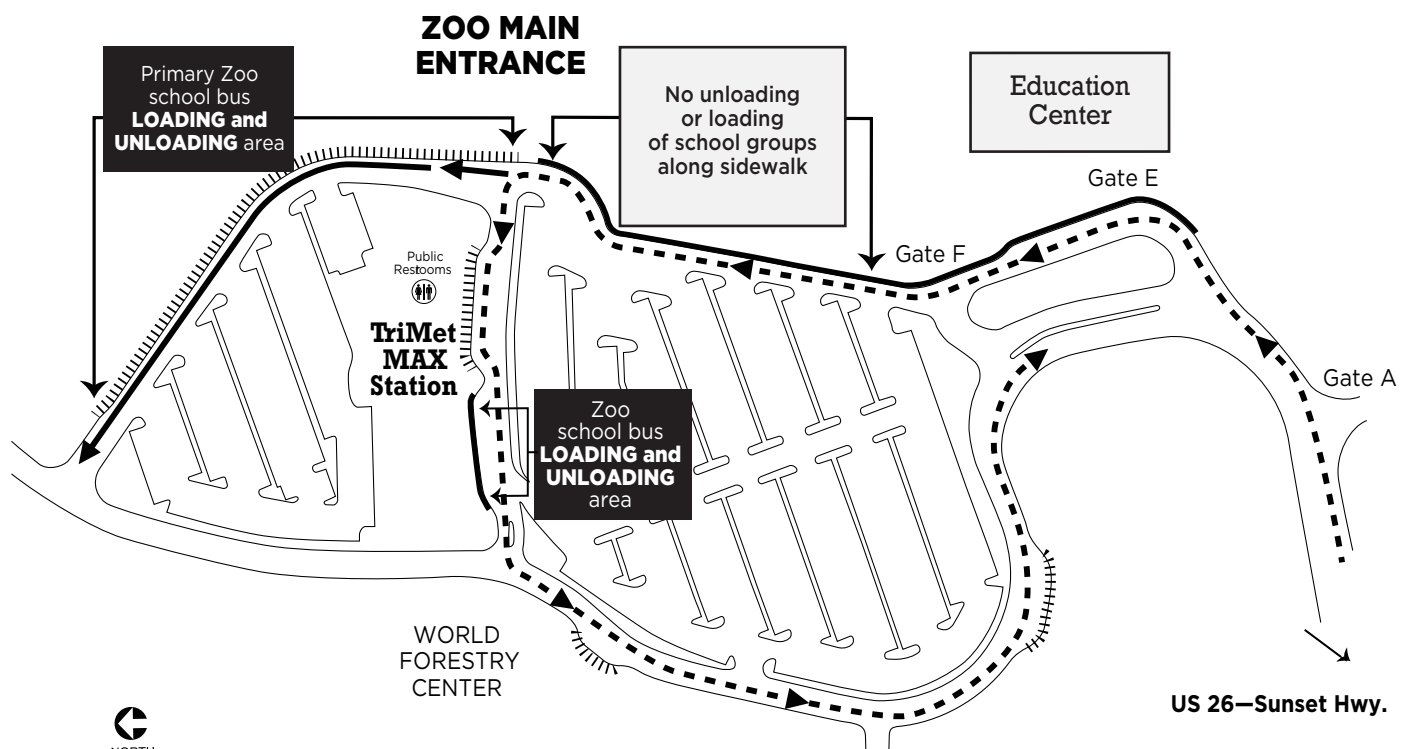 ZOO MAIN
ENTRANCE
Primary Zoo
school bus
LOADING and
UNLOADING area
No unloading
or loading
of school groups
along sidewalk
Education
Center
Gate E
Gate F
Public
Restrooms
TriMet
MAX
Station
Gate A
Zoo
school bus
LOADING and
UNLOADING
area
WORLD
FORESTRY
CENTER
US 26—Sunset Hwy.
NORTH